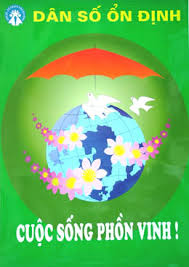 DÂN SỐ ỔN ĐỊNH
CUỘC SỐNG PHỒN VINH !